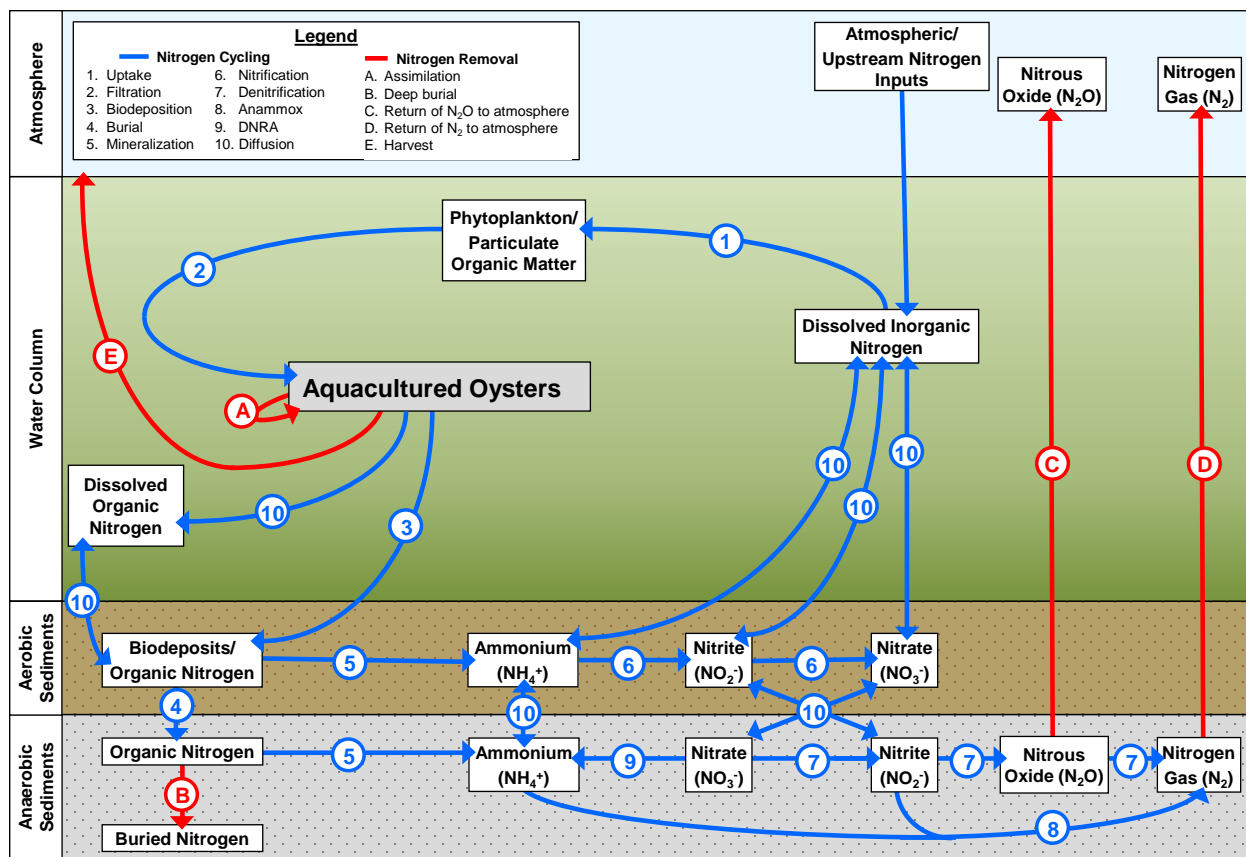 Atmosphere
Legend
Nitrogen Cycling
1. Uptake
2. Filtration
3. Biodeposition
4. Burial
5. Mineralization
6. Nitrification
7. Denitrification
8. Anammox
9. DNRA
10. Diffusion
Nitrogen Removal
A. Assimilation
B. Deep burial
C. Return of N₂O to atmosphere
D. Return of N₂ to atmosphere
E. Harvest
Atmospheric/
Upstream Nitrogen
Inputs
Nitrous
Oxide (N₂O)
Nitrogen
Gas (N₂)
Water Column
Phytoplankton/
Particulate
Organic Matter
1
2
Dissolved Inorganic
Nitrogen
E
Aquacultured Oysters
A
10
10
C
D
Dissolved
Organic
Nitrogen
10
3
10
10
Aerobic
Sediments
Biodeposits/
Organic Nitrogen
5
Ammonium
(NH₄⁺)
6
Nitrite
(NO₂⁻)
6
Nitrate
(NO₃⁻)
4
10
10
Anaerobic
Sediments
Organic Nitrogen
5
Ammonium
(NH₄⁺)
9
Nitrate
(NO₃⁻)
7
Nitrite
(NO₂⁻)
7
Nitrous
Oxide (N₂O)
7
Nitrogen
Gas (N₂)
B
8
Buried Nitrogen